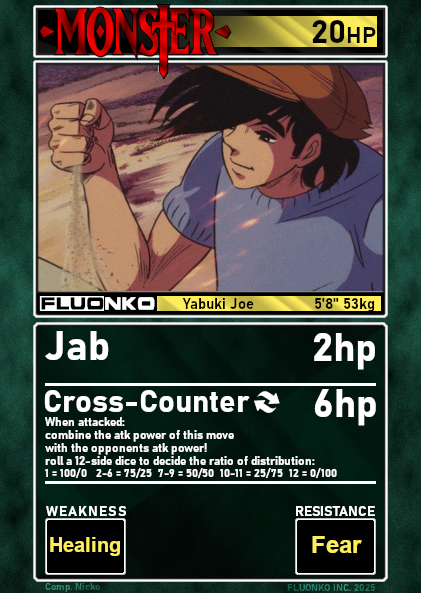 MONSTER
20HP
FLUONKO
Yabuki Joe 5'8" 53kg
Jab 2hp
Cross-Counter 6hp
When attacked:
combine the atk power of this move
with the opponents atk power!
roll a 12-side dice to decide the ratio of distribution:
1 = 100/0 2-6 = 75/25 7-9 = 50/50 10-11 = 25/75 12 = 0/100
WEAKNESS RESISTANCE
Healing Fear
Comp. Nicko FLUONKO INC. 2025